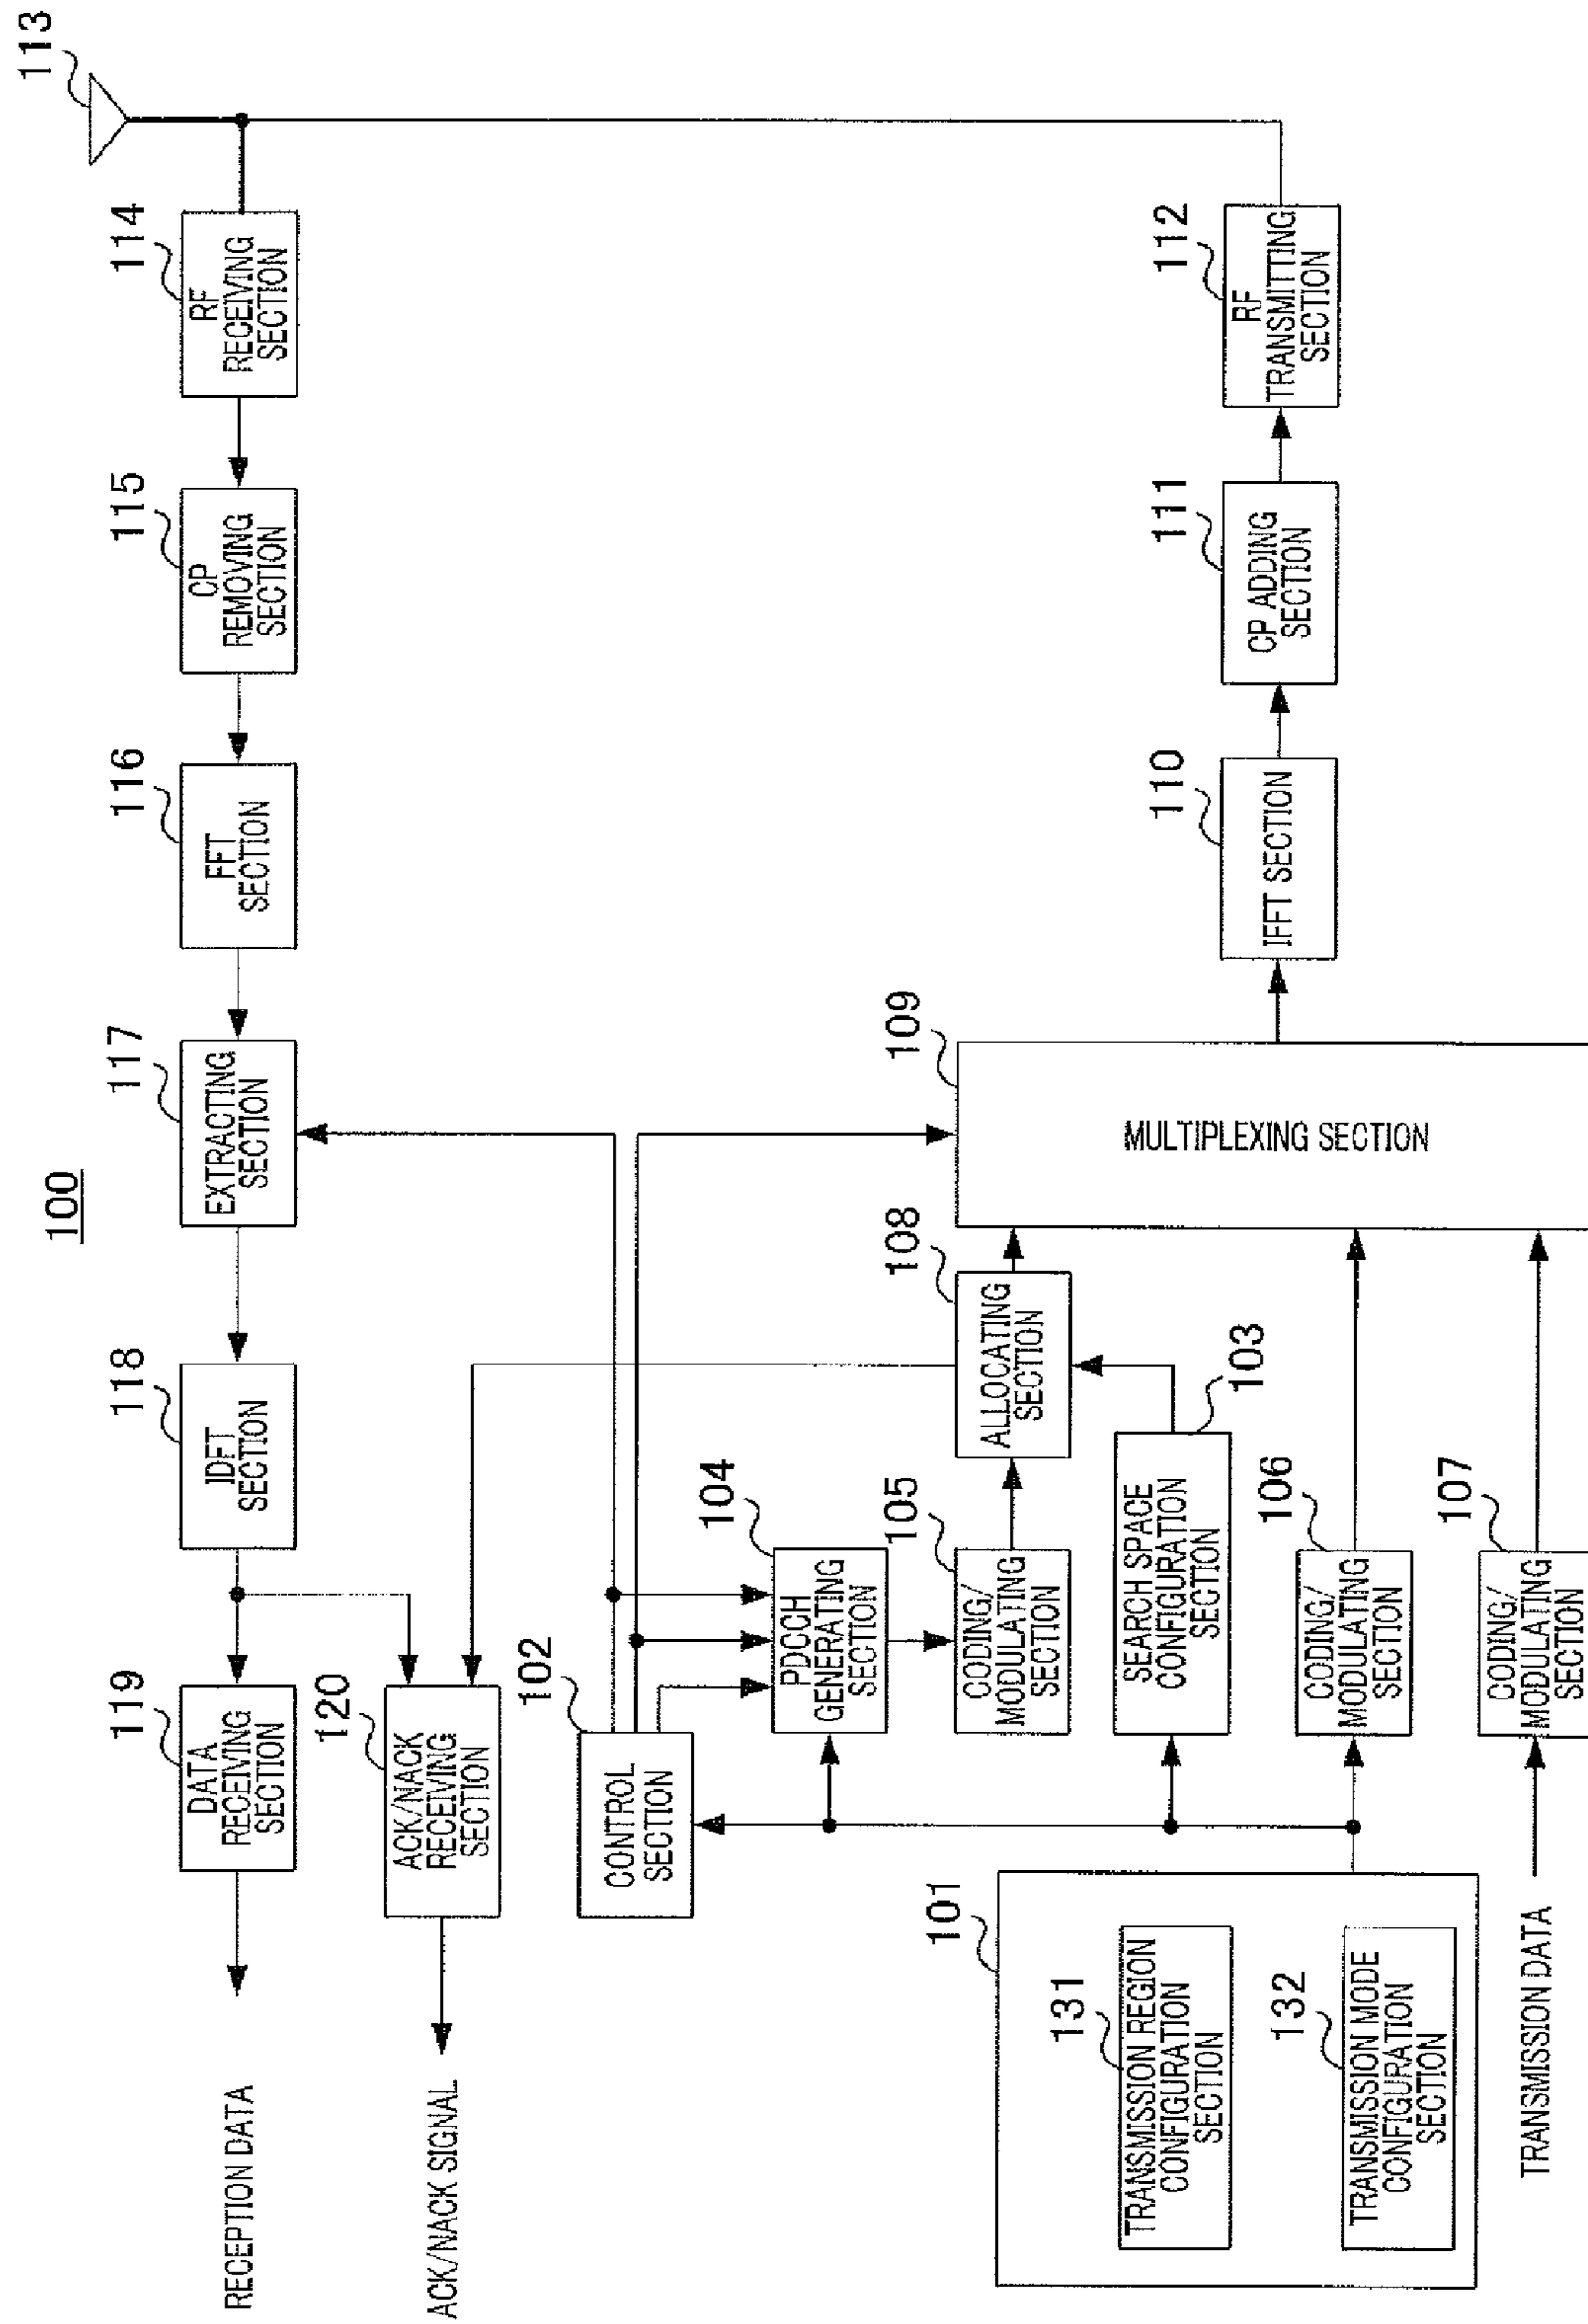 100
113
RF
RECEIVING
SECTION
114
CP
REMOVING
SECTION
115
FFT
SECTION
116
EXTRACTING
SECTION
117
IDFT
SECTION
118
DATA
RECEIVING
SECTION
119
RECEPTION DATA
ACK/NACK
RECEIVING
SECTION
120
ACK/NACK SIGNAL
CONTROL
SECTION
102
PDCCH
GENERATING
SECTION
104
CODING/
MODULATING
SECTION
105
ALLOCATING
SECTION
108
SEARCH SPACE
CONFIGURATION
SECTION
103
CODING/
MODULATING
SECTION
106
CODING/
MODULATING
SECTION
107
MULTIPLEXING SECTION
109
IFFT SECTION
110
CP ADDING
SECTION
111
RF
TRANSMITTING
SECTION
112
101
TRANSMISSION REGION
CONFIGURATION
SECTION
131
TRANSMISSION MODE
CONFIGURATION
SECTION
132
TRANSMISSION DATA